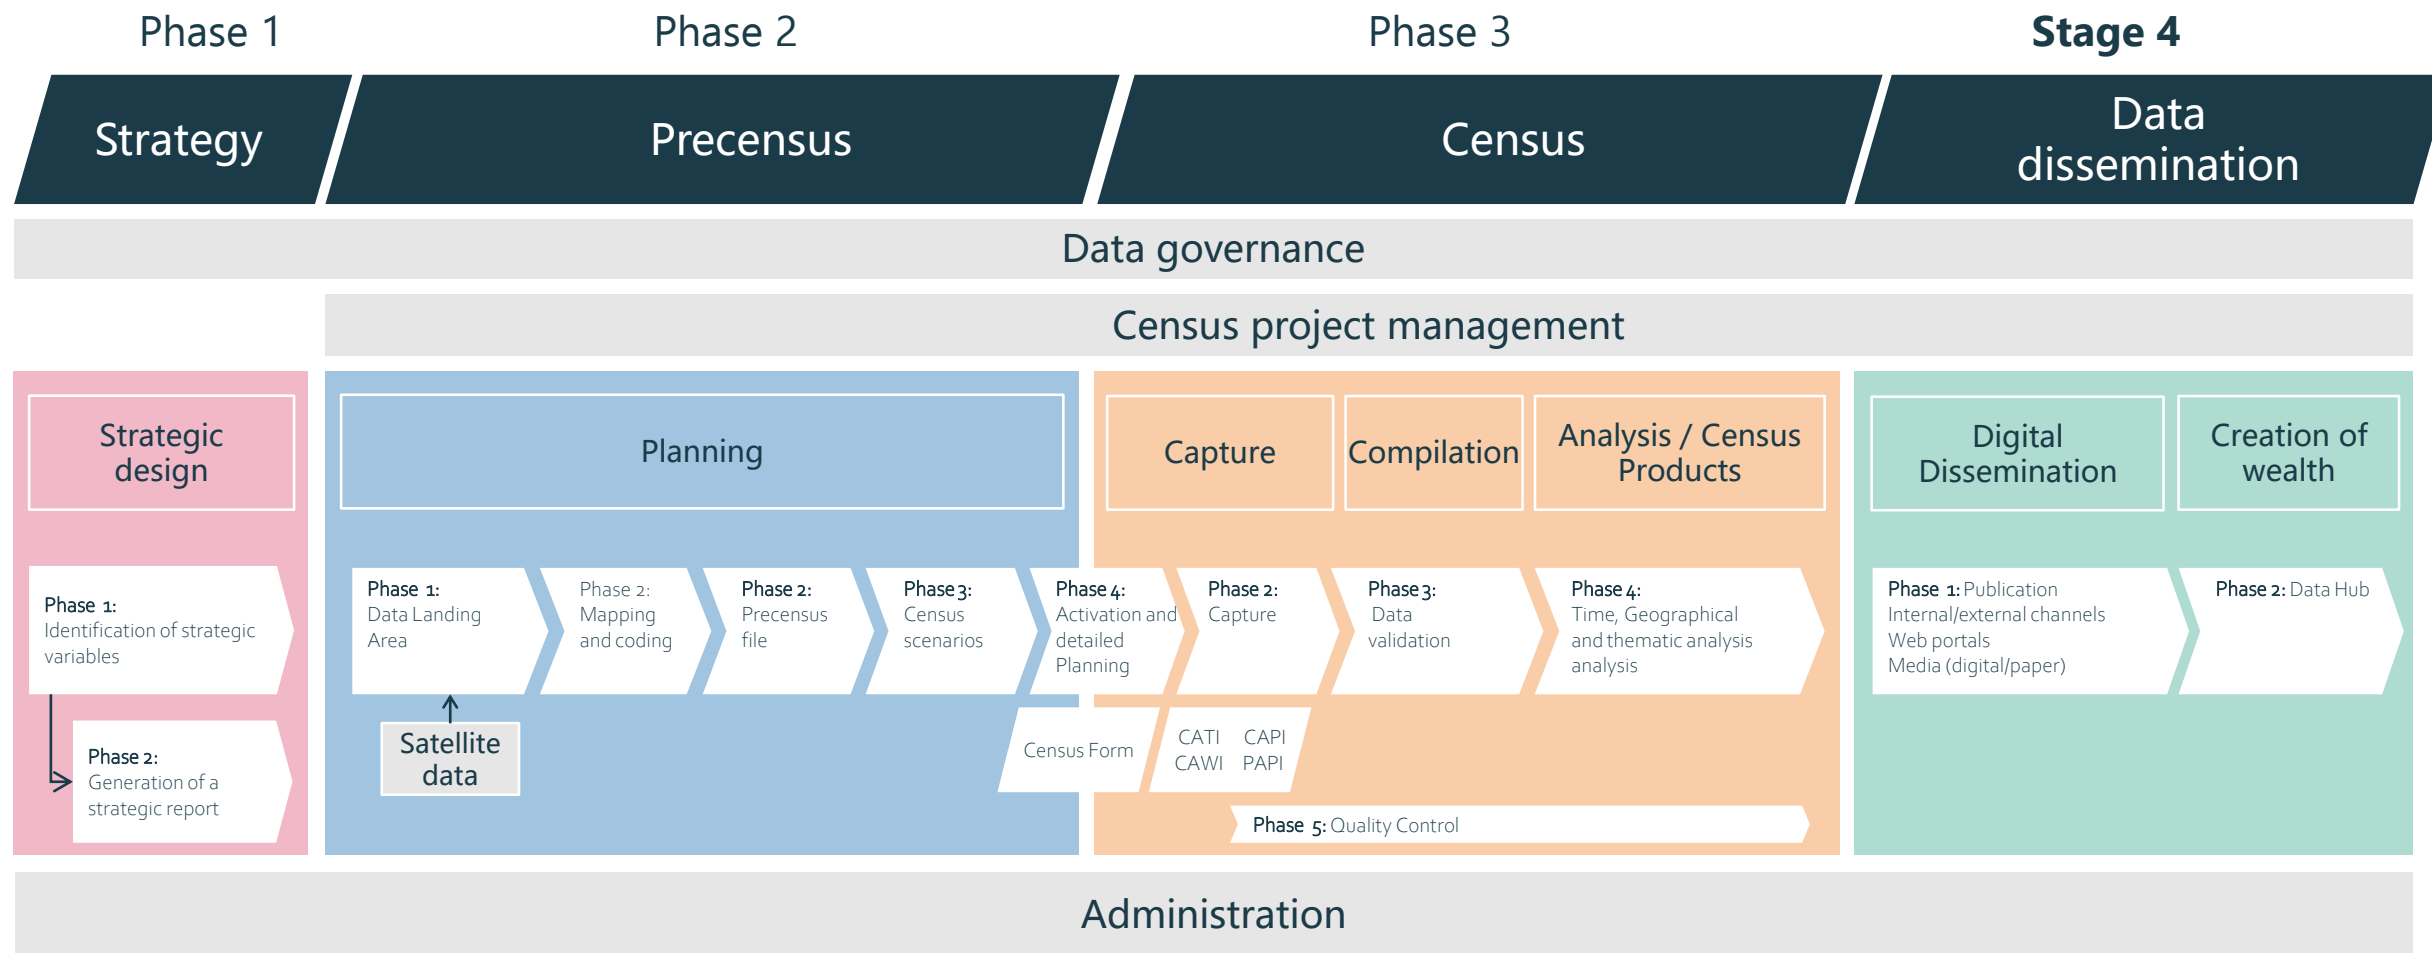 Phase 1
Phase 2
Phase 3
Stage 4
Strategy
Precensus
Census
Data
dissemination
Data governance
Census project management
Strategic
design
Planning
Capture
Compilation
Analysis / Census
Products
Digital
Dissemination
Creation of
wealth
Phase 1:
Identification of strategic
variables
Phase 2:
Generation of a
strategic report
Phase 1:
Data Landing
Area
Phase 2:
Mapping
and coding
Phase 2:
Precensus
file
Phase 3:
Census
scenarios
Phase 4:
Activation and
detailed
Planning
Phase 2:
Capture
Phase 3:
Data
validation
Phase 4:
Time, Geographical
and thematic analysis
analysis
Phase 1: Publication
Internal/external channels
Web portals
Media (digital/paper)
Phase 2: Data Hub
Satellite
data
Census Form
CATI CAPI
CAWI PAPI
Phase 5: Quality Control
Administration